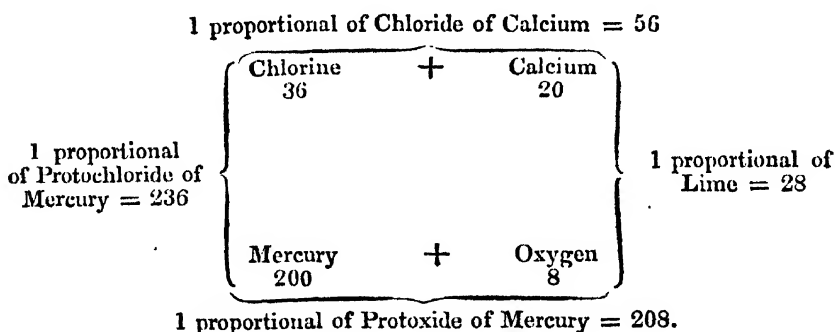 1 proportional of Chloride of Calcium = 56
Chlorine + Calcium
36 20
1 proportional
of Protochloride of
Mercury = 236
1 proportional of
Lime = 28
Mercury + Oxygen
200 8
1 proportional of Protoxide of Mercury = 208.